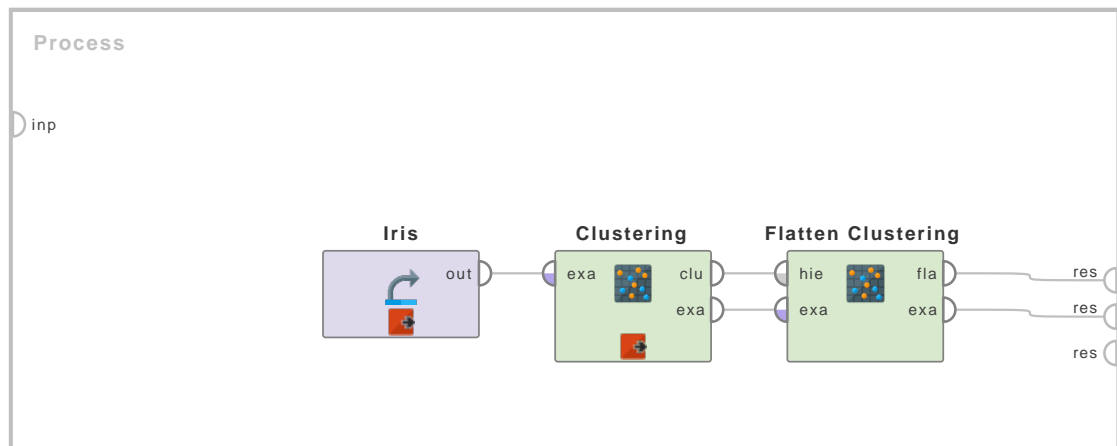 Process
inp
Iris
Clustering
Flatten Clustering
out
exa
clu
hie
fla
res
exa
exa
exa
res
res